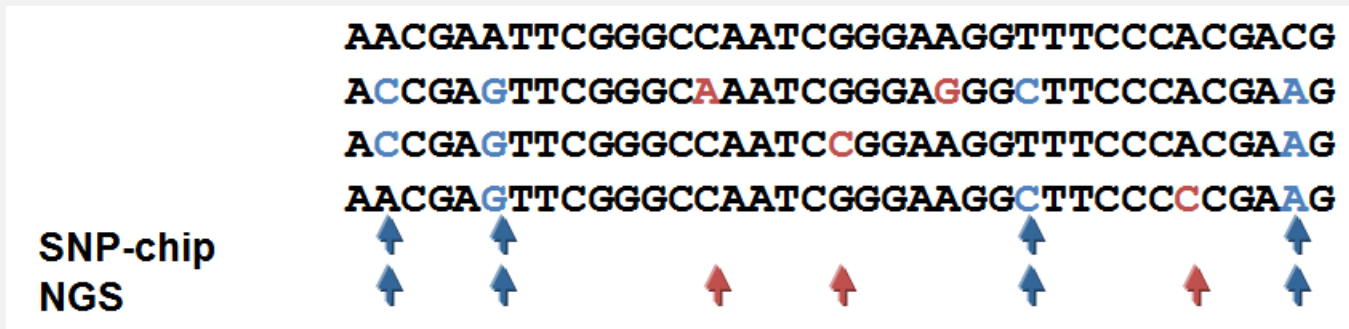 AACGAATTCGGGCCAATCGGGAAGGTTTCCCACGACG
ACCGAGTTCGGGCAAATCGGGAGGGCTTCCCACGAAG
ACCGAGTTCGGGCCAATCCGGAAGGTTTCCCACGAAG
AACGAGTTCGGGCCAATCGGGAAGGCTTCCCCCGAAG
SNP-chip
NGS